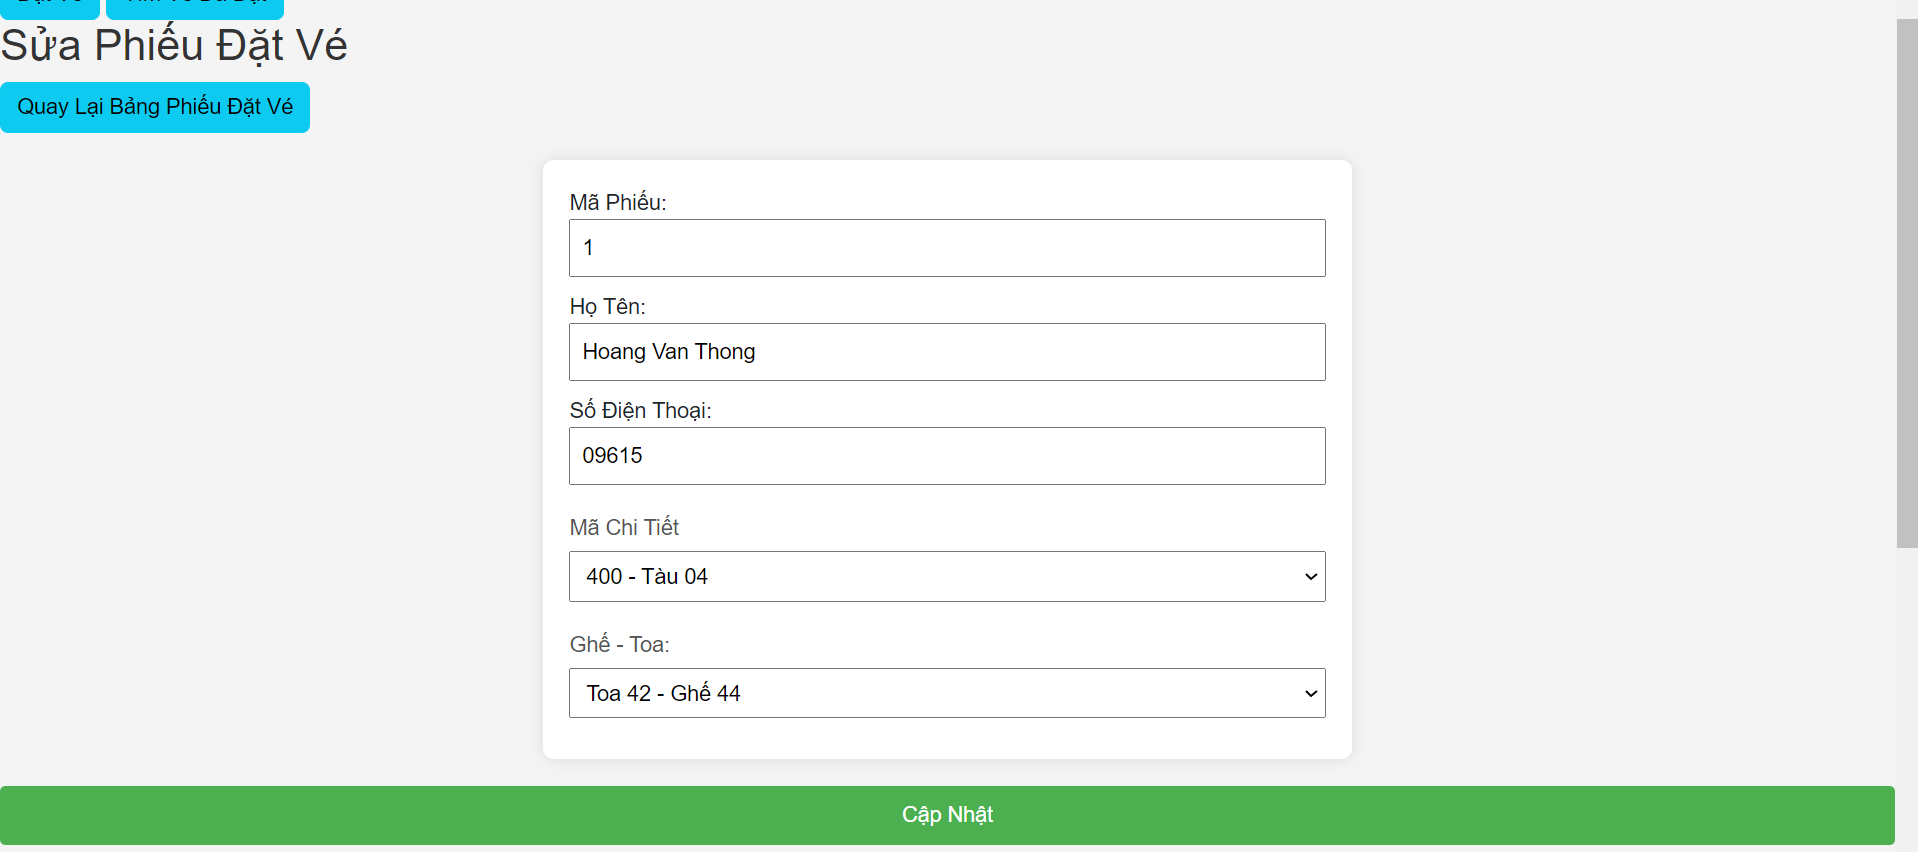 Sửa Phiếu Đặt Vé
Quay Lại Bảng Phiếu Đặt Vé
Mã Phiếu:
1
Họ Tên:
Hoang Van Thong
Số Điện Thoại:
09615
Mã Chi Tiết
400 - Tàu 04
Ghế - Toa:
Toa 42 - Ghế 44
Cập Nhật